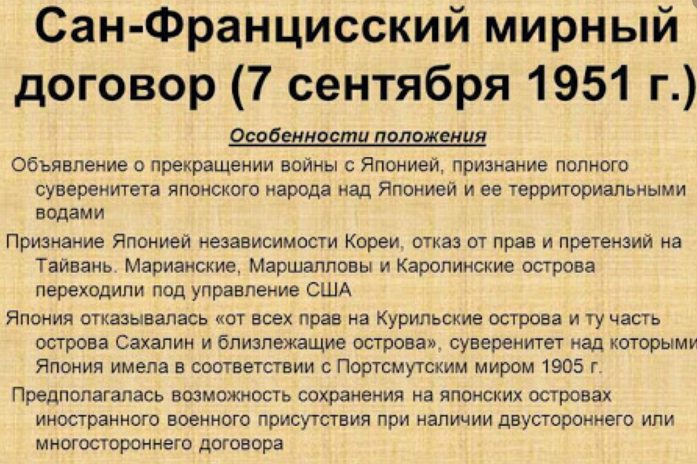 Сан-Францисский мирный
договор (7 сентября 1951 г.)
Особенности положения
Объявление о прекращении войны с Японией, признание полного
суверенитета японского народа над Японией и ее территориальными
водами
Признание Японией независимости Кореи, отказ от прав и претензий на
Тайвань. Марианские, Маршалловы и Каролинские острова
переходили под управление США
Япония отказывалась «от всех прав на Курильские острова и ту часть
острова Сахалин и близлежащие острова», суверенитет над которыми
Япония имела в соответствии с Портсмутским миром 1905 г.
Предполагалась возможность сохранения на японских островах
иностранного военного присутствия при наличии двустороннего или
многостороннего договора